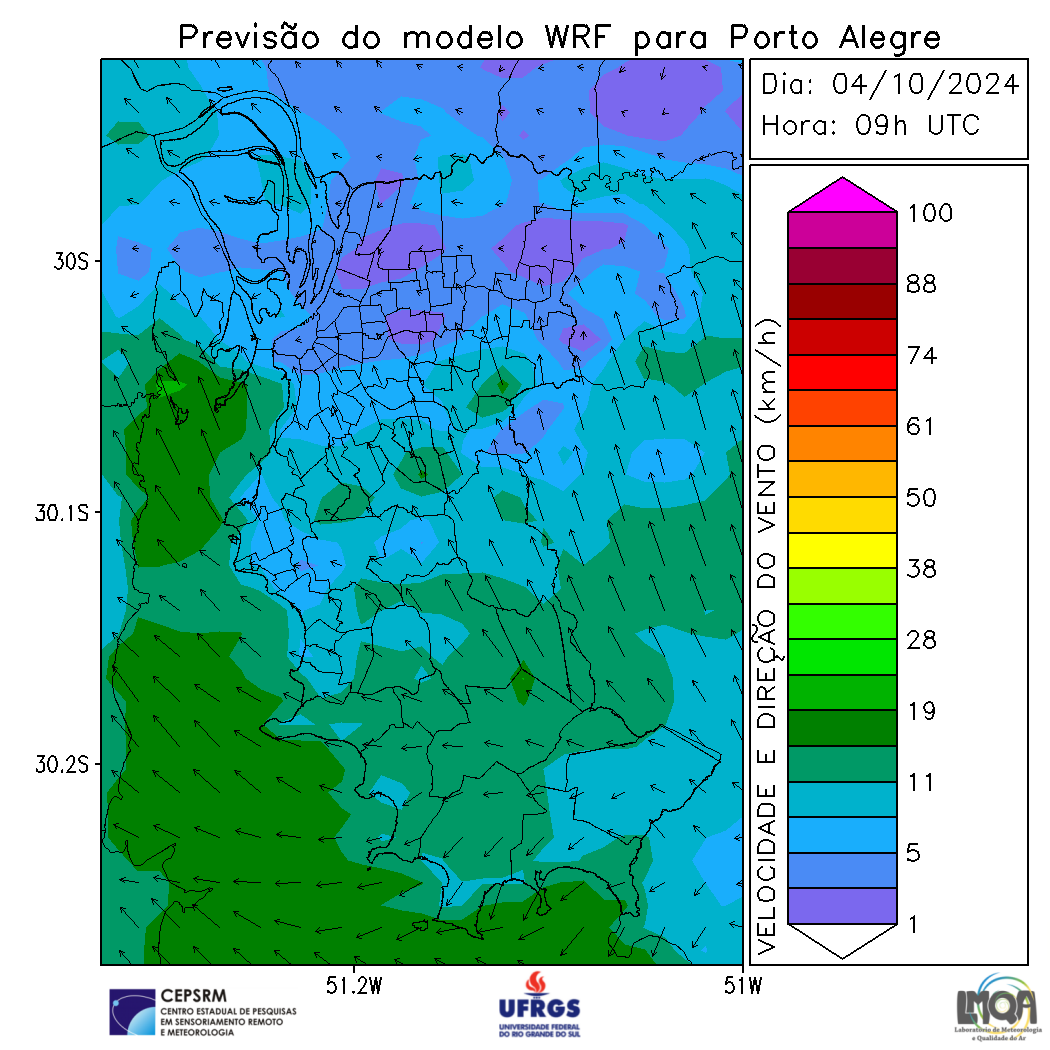 Previsão do modelo WRF para Porto Alegre
Dia: 04/10/2024
Hora: 09h UTC
30S
30.1S
30.2S
51.2W
51W
VELOCIDADE E DIREÇÃO DO VENTO (km/h)
100
88
74
61
50
38
28
19
11
5
1
CEPSRM
CENTRO ESTADUAL DE PESQUISAS
EM SENSORIAMENTO REMOTO
E METEOROLOGIA
UFRGS
UNIVERSIDADE FEDERAL
DO RIO GRANDE DO SUL
LMQA
Laboratório de Meteorologia
e Qualidade do Ar